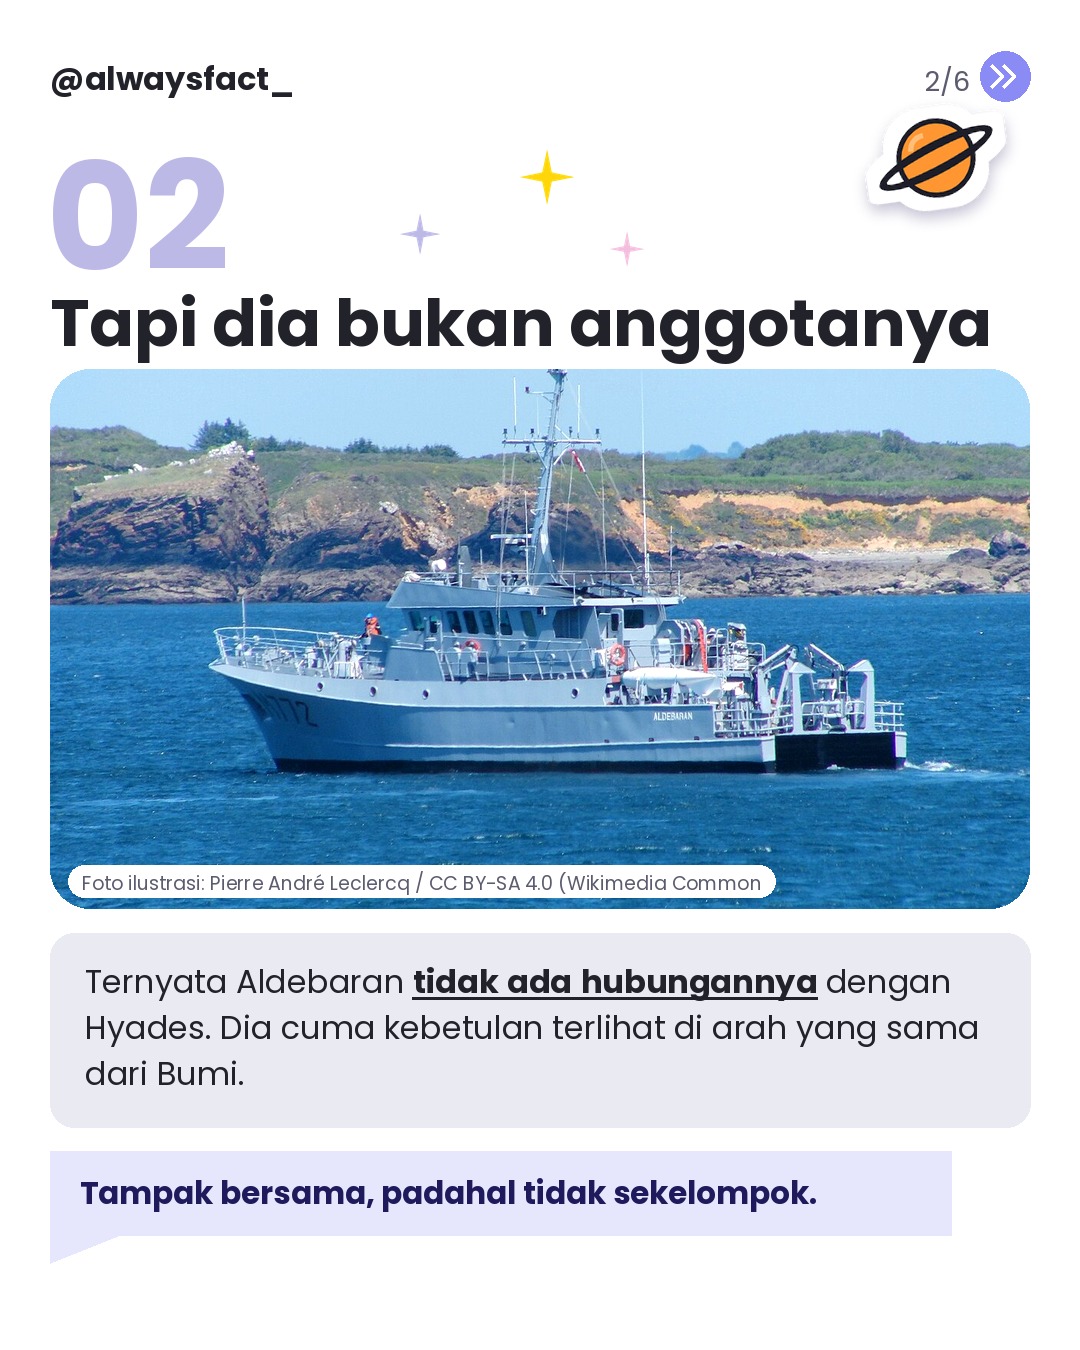 @alwaysfact_
2/6
02
Tapi dia bukan anggotanya
ALDEBARAN
Foto ilustrasi: Pierre André Leclercq / CC BY-SA 4.0 (Wikimedia Common
Ternyata Aldebaran tidak ada hubungannya dengan
Hyades. Dia cuma kebetulan terlihat di arah yang sama
dari Bumi.
Tampak bersama, padahal tidak sekelompok.